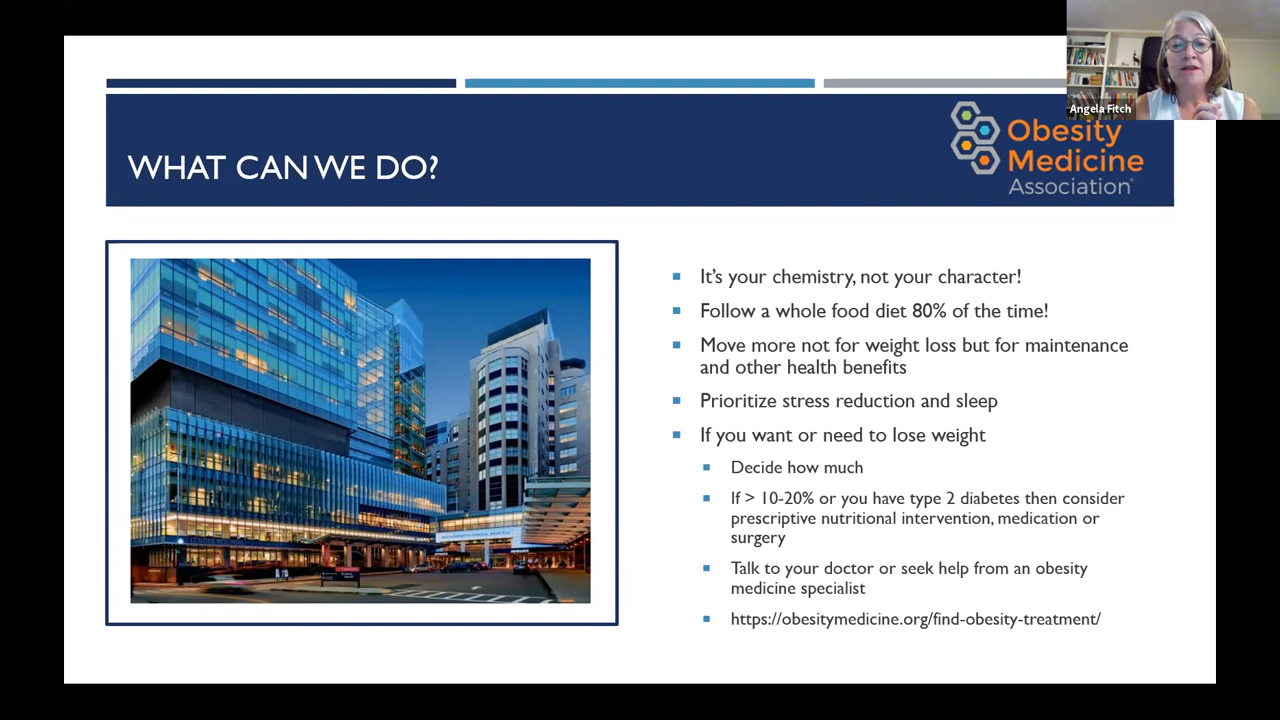 Angela Fitch
Obesity
Medicine
Association
WHAT CAN WE DO?
It's your chemistry, not your character!
Follow a whole food diet 80% of the time!
Move more not for weight loss but for maintenance
and other health benefits
Prioritize stress reduction and sleep
If you want or need to lose weight
Decide how much
If > 10-20% or you have type 2 diabetes then consider
prescriptive nutritional intervention, medication or
surgery
Talk to your doctor or seek help from an obesity
medicine specialist
https://obesitymedicine.org/find-obesity-treatment/